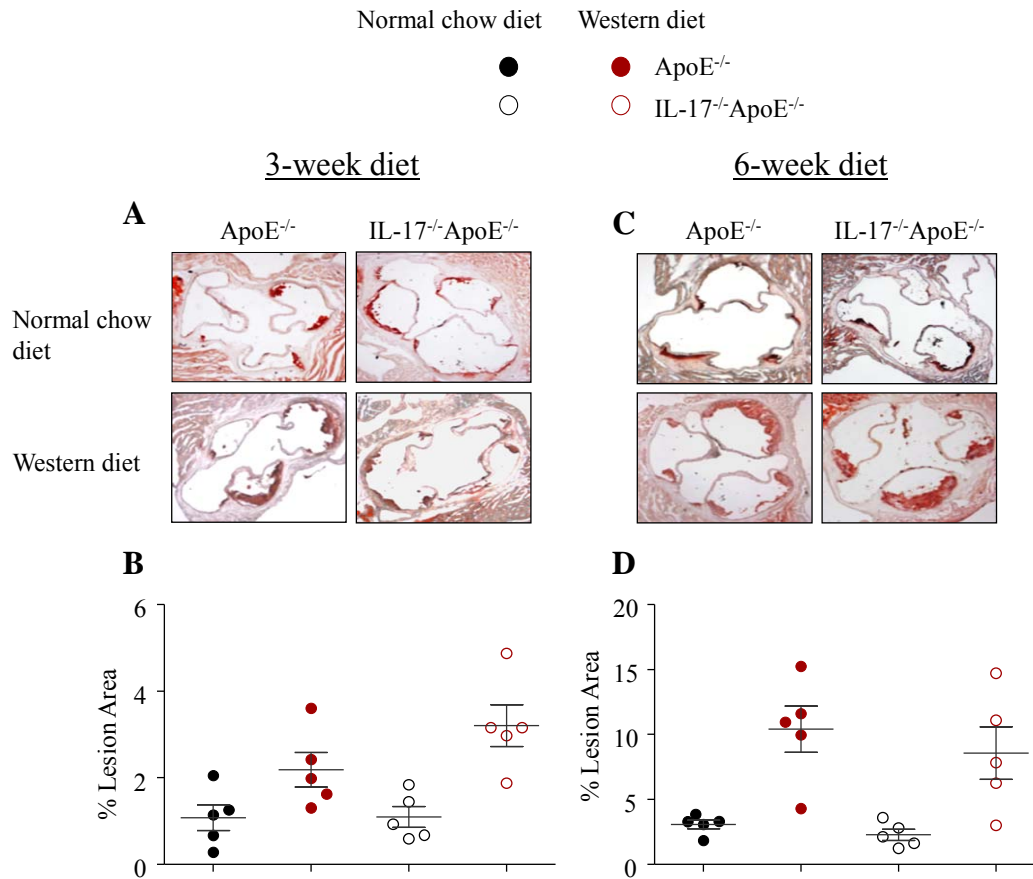 Normal chow diet Western diet
ApoE-/-
IL-17-/-ApoE-/-
3-week diet
6-week diet
A
ApoE-/- IL-17-/-ApoE-/-
C
ApoE-/- IL-17-/-ApoE-/-
Normal chow
diet
Western diet
B
% Lesion Area
6
4
2
0
D
% Lesion Area
20
15
10
5
0